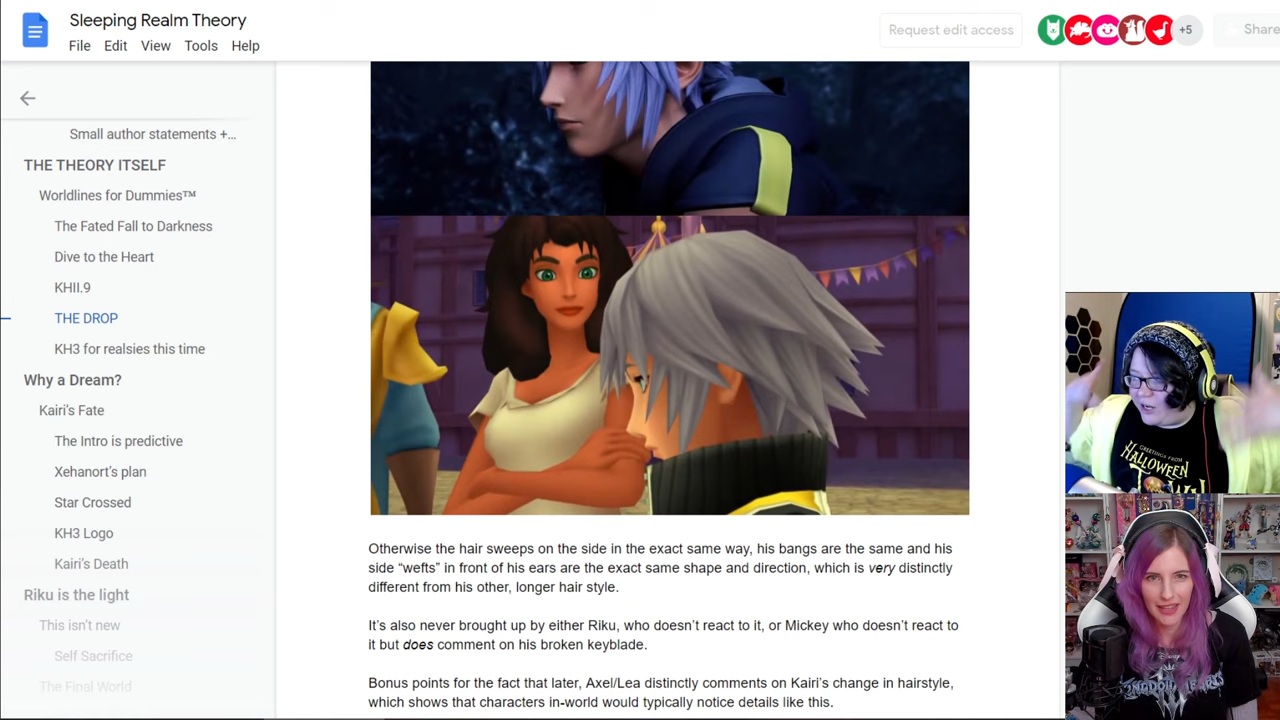 Sleeping Realm Theory
File Edit View Tools Help
Request edit access
+5
Share
Small author statements +...
THE THEORY ITSELF
Worldlines for Dummies™
The Fated Fall to Darkness
Dive to the Heart
KHII.9
THE DROP
KH3 for realsies this time
Why a Dream?
Kairi's Fate
The Intro is predictive
Xehanort's plan
Star Crossed
KH3 Logo
Kairi's Death
Riku is the light
This isn't new
Self Sacrifice
The Final World
Otherwise the hair sweeps on the side in the exact same way, his bangs are the same and his
side “wefts” in front of his ears are the exact same shape and direction, which is very distinctly
different from his other, longer hair style.
It’s also never brought up by either Riku, who doesn’t react to it, or Mickey who doesn’t react to
it but does comment on his broken keyblade.
Bonus points for the fact that later, Axel/Lea distinctly comments on Kairi’s change in hairstyle,
which shows that characters in-world would typically notice details like this.
GREETINGS FROM
HALLOWEEN
Disney